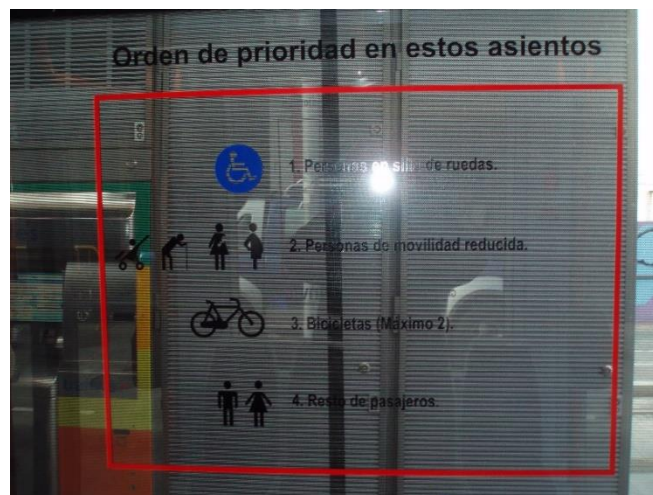 Orden de prioridad en estos asientos
1. Personas en silla de ruedas.
2. Personas de movilidad reducida.
3. Bicicletas (Máximo 2).
4. Resto de pasajeros.